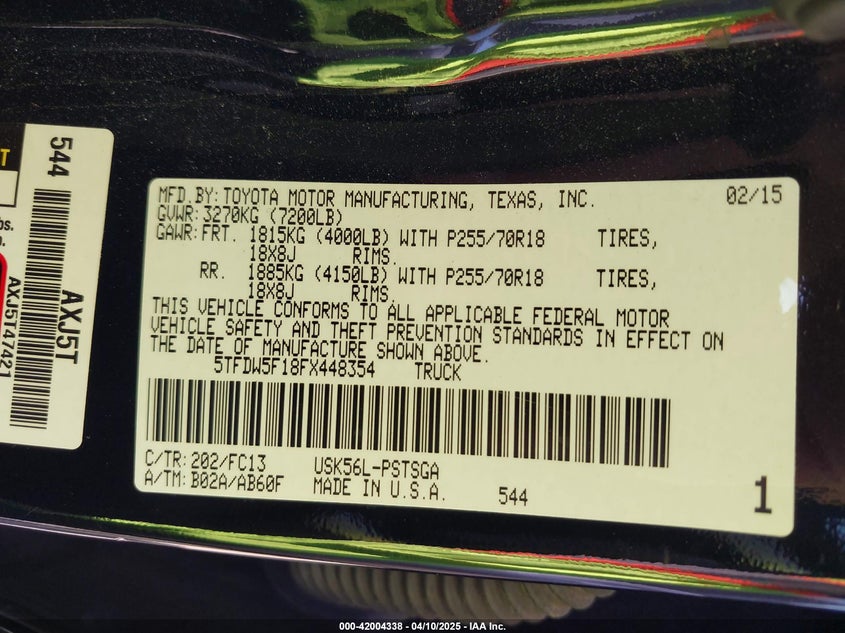 T
bs.
544
AXJ5T
AXJ5T47421
MFD.BY: TOYOTA MOTOR MANUFACTURING, TEXAS, INC. 02/15
GVWR: 3270KG (7200LB)
GAWR: FRT. 1815KG (4000LB) WITH P255/70R18 TIRES,
18X8J RIMS.
RR. 1885KG (4150LB) WITH P255/70R18 TIRES,
18X8J RIMS.
THIS VEHICLE CONFORMS TO ALL APPLICABLE FEDERAL MOTOR
VEHICLE SAFETY AND THEFT PREVENTION STANDARDS IN EFFECT ON
THE DATE OF MANUFACTURE SHOWN ABOVE.
5TFDW5F18FX448354 TRUCK
C/TR: 202/FC13 USK56L-PSTSGA
A/TM: B02A/AB60F MADE IN U.S.A. 544 1
000-42004338 - 04/10/2025 - IAA Inc.